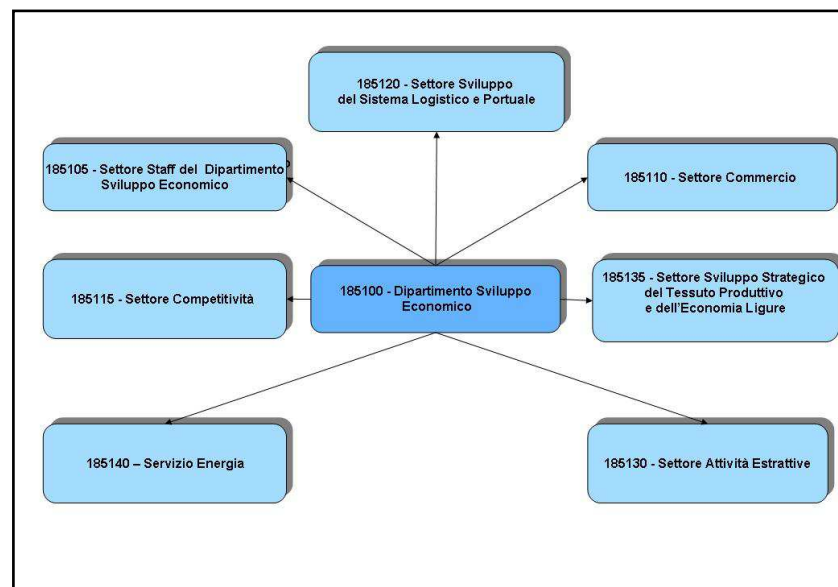 185120 - Settore Sviluppo
del Sistema Logistico e Portuale
185105 - Settore Staff del Dipartimento
Sviluppo Economico
185110 - Settore Commercio
185115 - Settore Competitività
185100 - Dipartimento Sviluppo
Economico
185135 - Settore Sviluppo Strategico
del Tessuto Produttivo
e dell'Economia Ligure
185140 – Servizio Energia
185130 - Settore Attività Estrattive